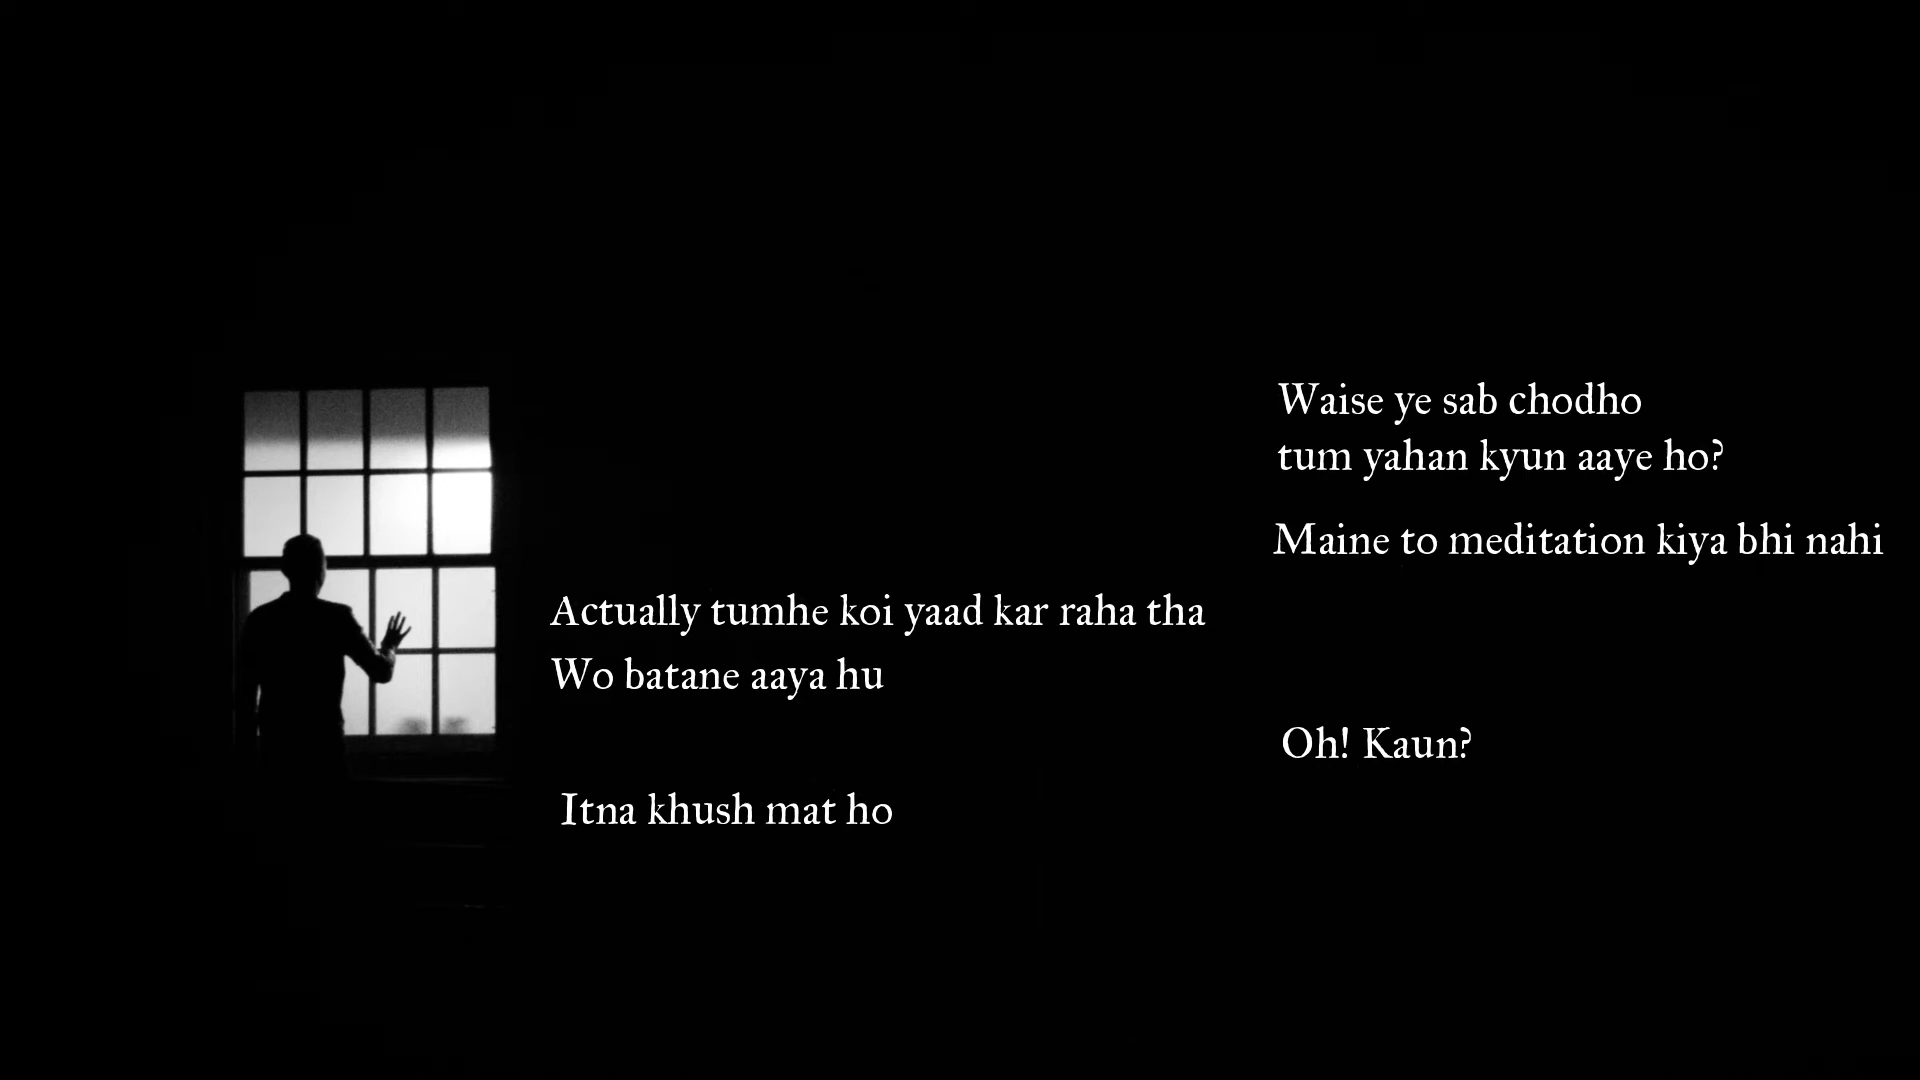 Waise ye sab chodho
tum yahan kyun aaye ho?
Maine to meditation kiya bhi nahi
Actually tumhe koi yaad kar raha tha
Wo batane aaya hu
Oh! Kaun?
Itna khush mat ho